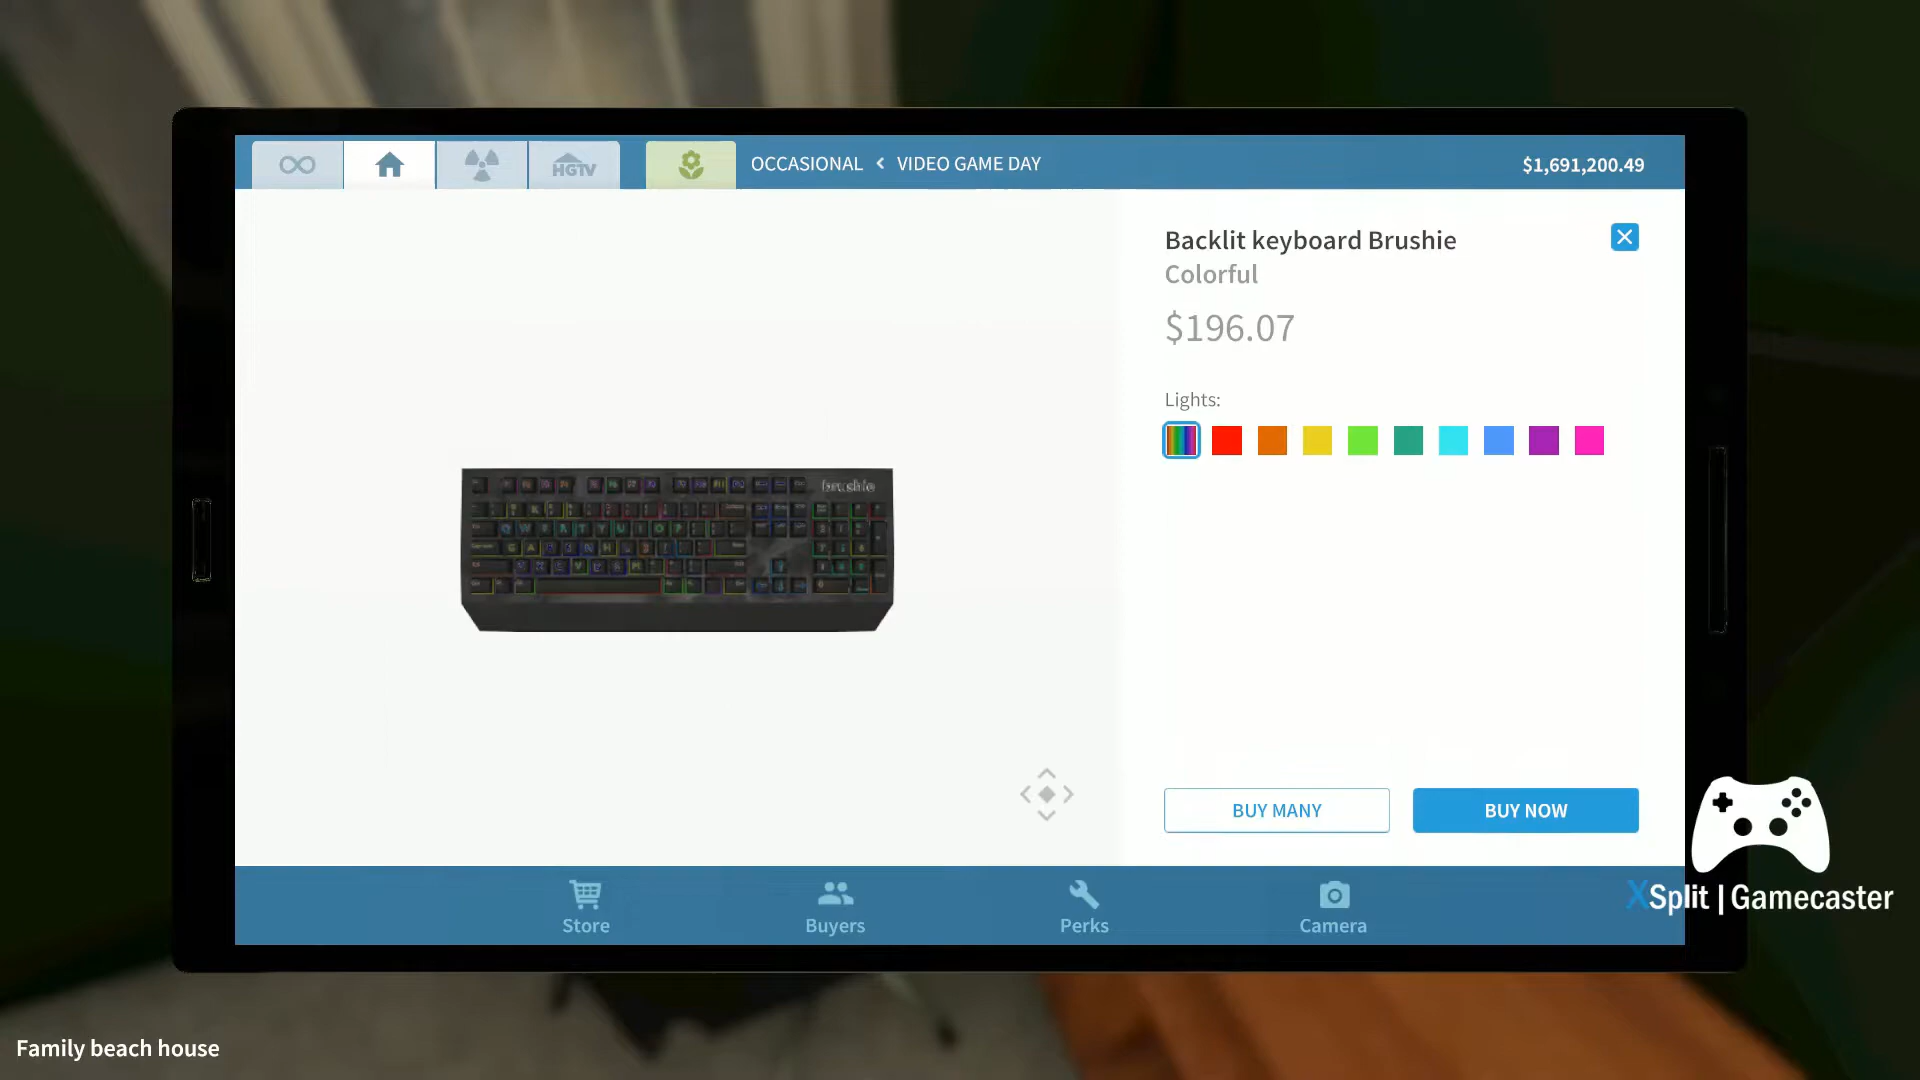 HGTV
OCCASIONAL < VIDEO GAME DAY
$1,691,200.49
Backlit keyboard Brushie
Colorful
$196.07
Lights:
brushie
BUY MANY
BUY NOW
Store
Buyers
Perks
Camera
XSplit | Gamecaster
Family beach house